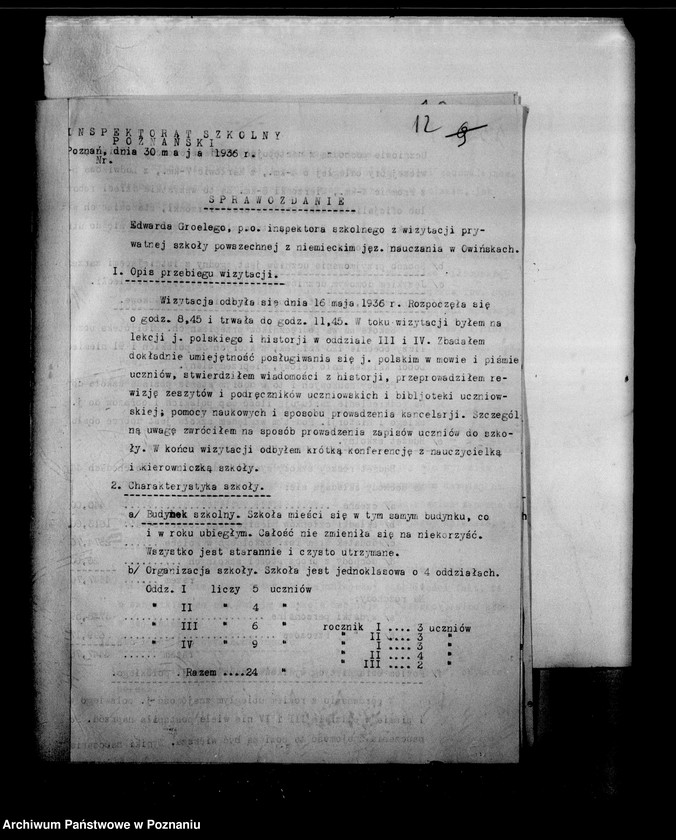 12 9
INSPEKTORAT SZKOLNY
POZNAŃSKI
Poznań, dnia 30 maja 1936 r.
Nr.
SPRAWOZDANIE
Edwarda Groelego, p.o. inspektora szkolnego z wizytacji pry-
watnej szkoły powszechnej z niemieckim jęz. nauczania w Owińskach.
I. Opis przebiegu wizytacji.
Wizytacja odbyła się dnia 16 maja 1936 r. Rozpoczęła się
o godz. 8,45 i trwała do godz. 11,45. W toku wizytacji byłem na
lekcji j. polskiego i historji w oddziale III i IV. Zbadałem
dokładnie umiejętność posługiwania się j. polskim w mowie i piśmie
uczniów, stwierdziłem wiadomości z historji, przeprowadziłem re-
wizję zeszytów i podręczników uczniowskich i bibljoteki uczniow-
skiej; pomocy naukowych i sposobu prowadzenia kancelarji. Szczegól
ną uwagę zwróciłem na sposób prowadzenia zapisów uczniów do szko-
ły. W końcu wizytacji odbyłem krótką konferencję z nauczycielką
i kierowniczką szkoły.
2. Charakterystyka szkoły.
a/ Budynek szkolny. Szkoła mieści się w tym samym budynku, co
i w roku ubiegłym. Całość nie zmieniła się na niekorzyść.
Wszystko jest starannie i czysto utrzymane.
b/ Organizacja szkoły. Szkoła jest jednoklasowa o 4 oddziałach.
Oddz. I liczy 5 uczniów
" II " 4 "
" III " 6 " rocznik I .... 3 uczniów
" II .... 3 "
" IV " 9 " " I .... 3 "
" II .... 4 "
" III .... 2 "
Razem ....24 "
Archiwum Państwowe w Poznaniu